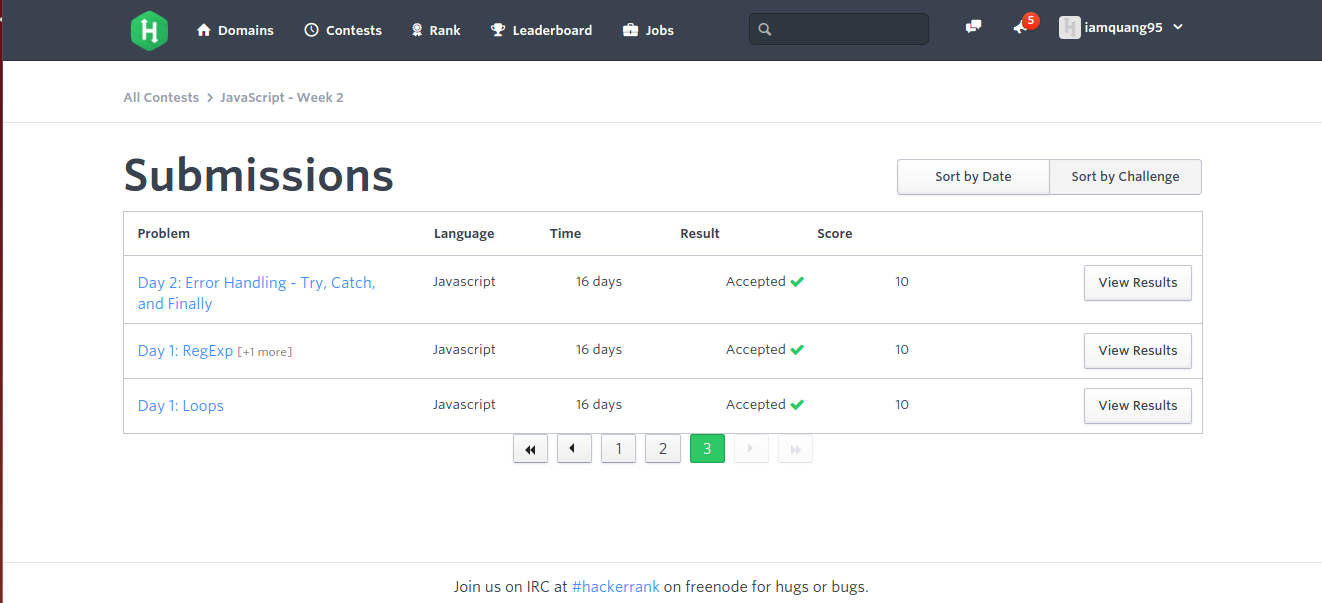 H Domains Contests Rank Leaderboard Jobs 5 H iamquang95
All Contests > JavaScript - Week 2
Submissions Sort by Date Sort by Challenge
Problem Language Time Result Score
Day 2: Error Handling - Try, Catch, Javascript 16 days Accepted 10 View Results
and Finally
Day 1: RegExp [+1 more] Javascript 16 days Accepted 10 View Results
Day 1: Loops Javascript 16 days Accepted 10 View Results
1 2 3
Join us on IRC at #hackerrank on freenode for hugs or bugs.